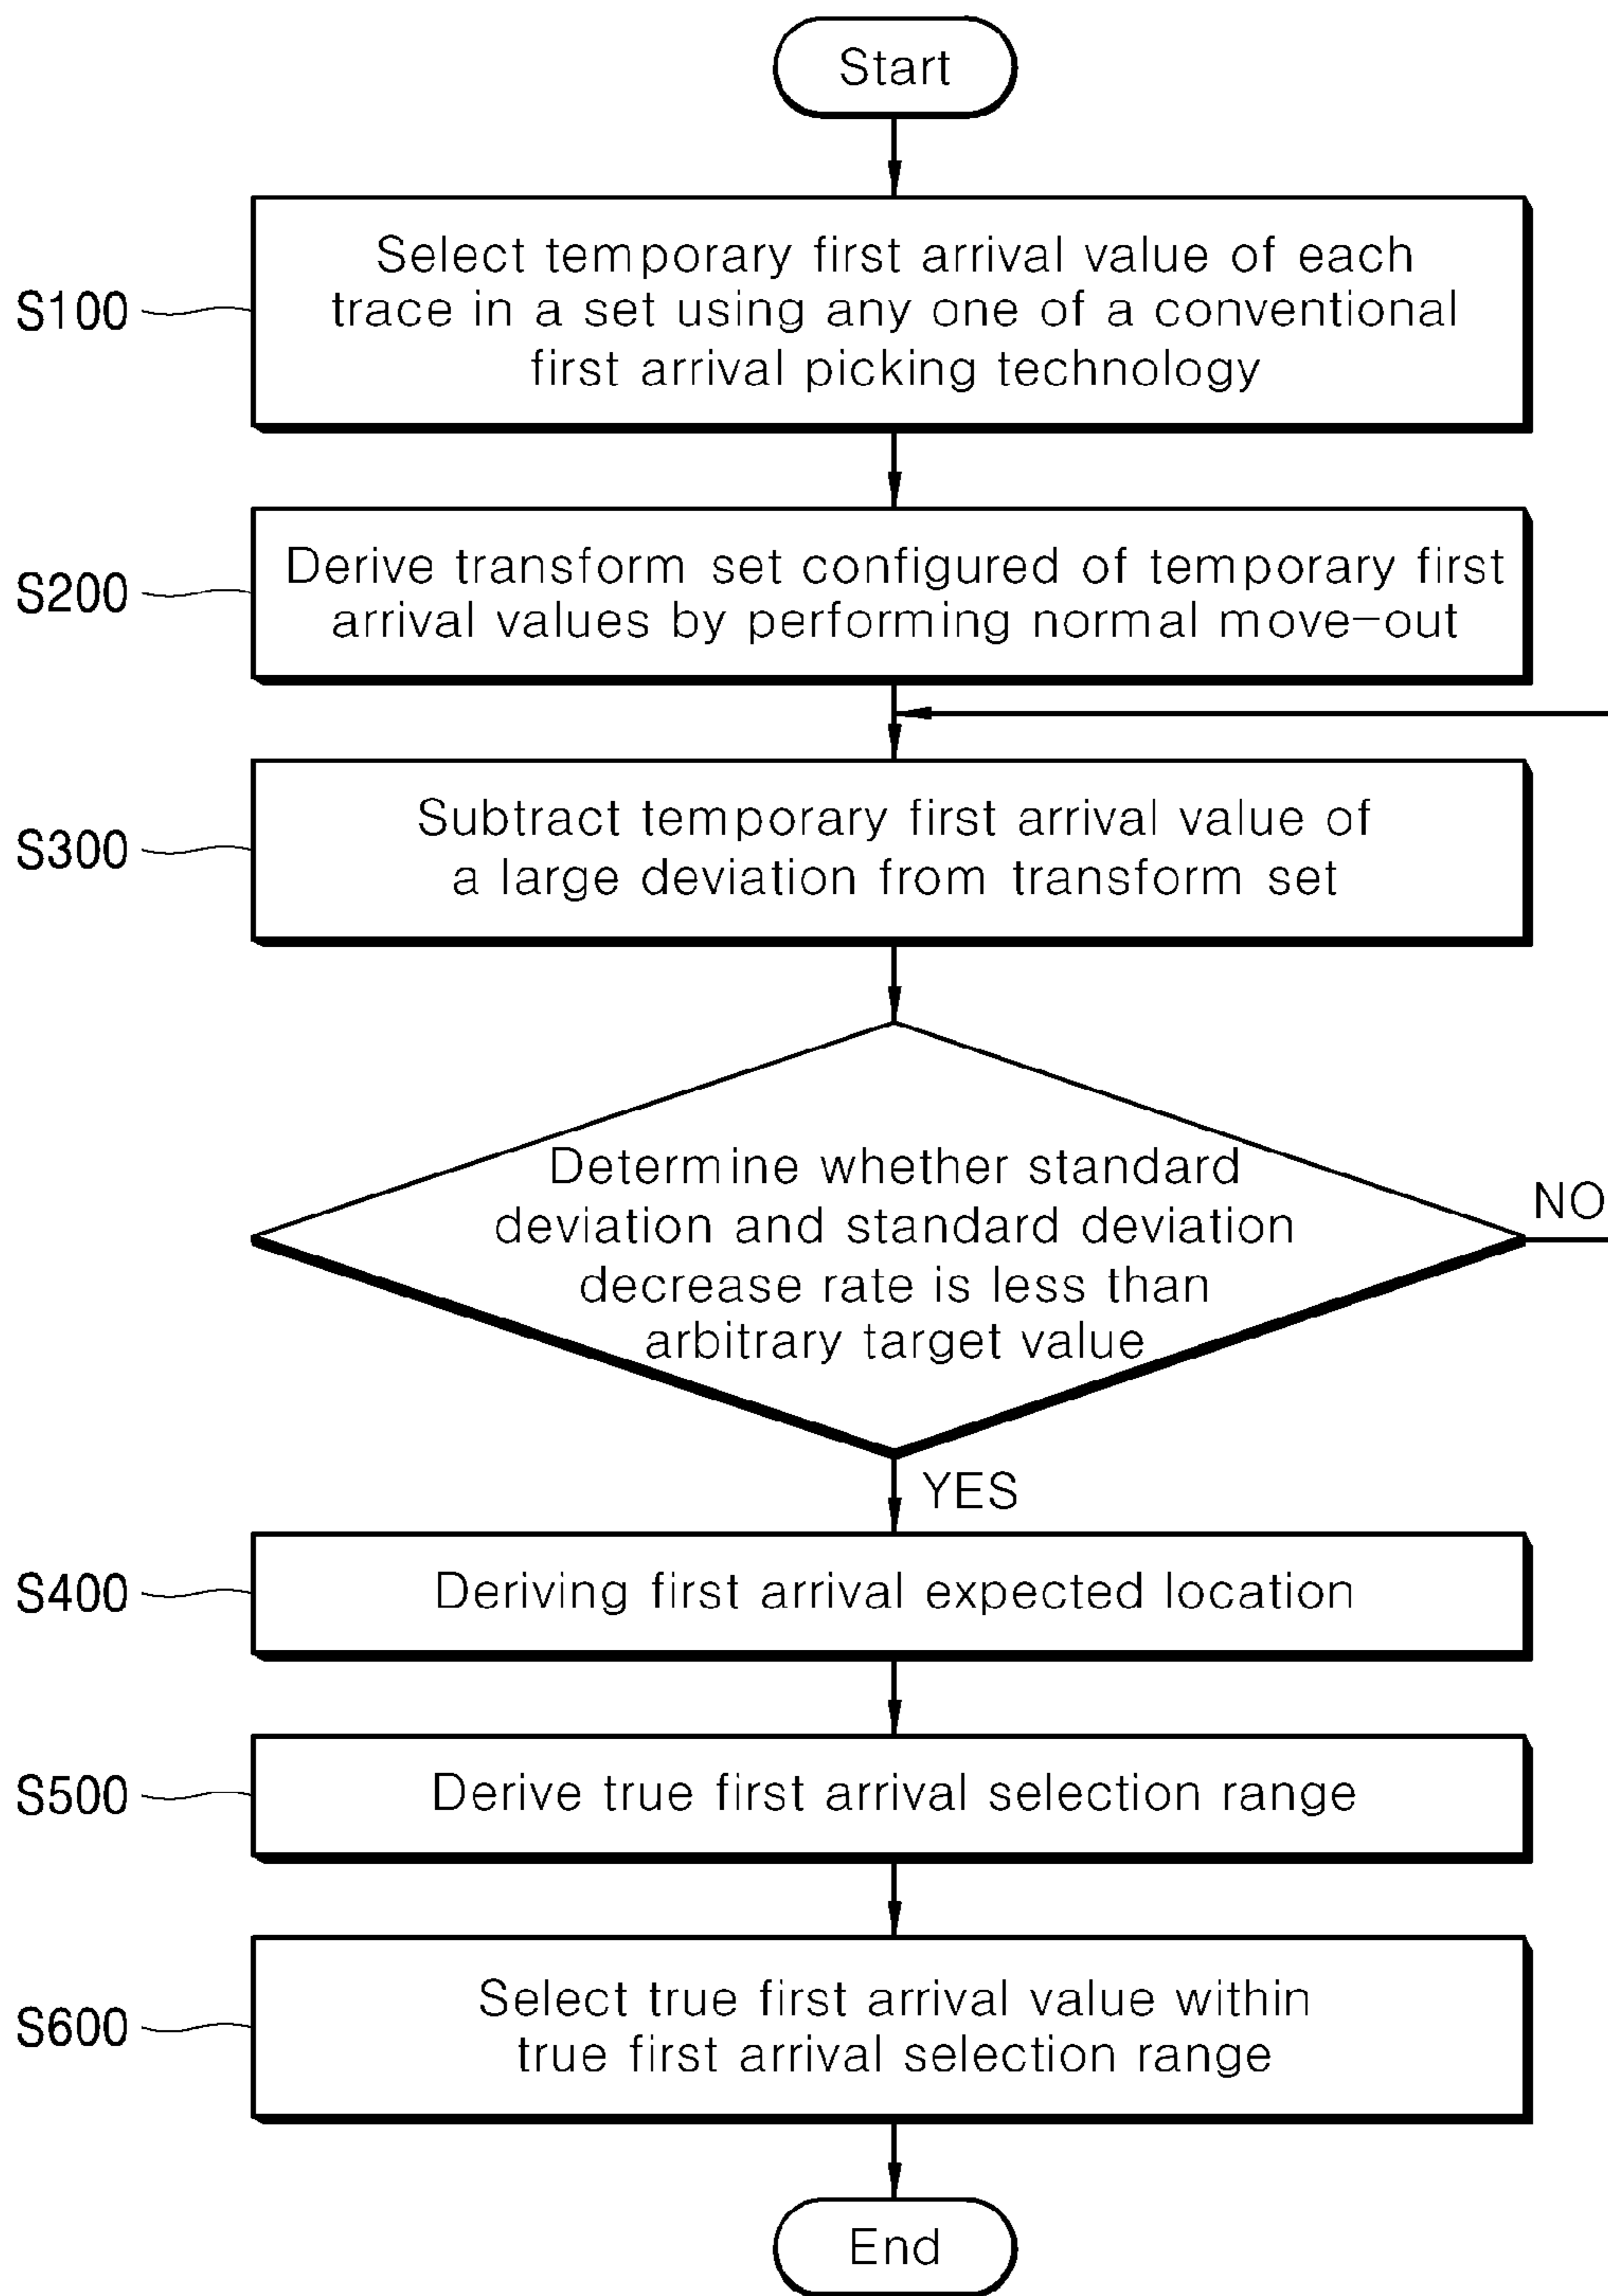 Start
S100
Select temporary first arrival value of each
trace in a set using any one of a conventional
first arrival picking technology
S200
Derive transform set configured of temporary first
arrival values by performing normal move-out
S300
Subtract temporary first arrival value of
a large deviation from transform set
Determine whether standard
deviation and standard deviation
decrease rate is less than
arbitrary target value
NO
YES
S400
Deriving first arrival expected location
S500
Derive true first arrival selection range
S600
Select true first arrival value within
true first arrival selection range
End